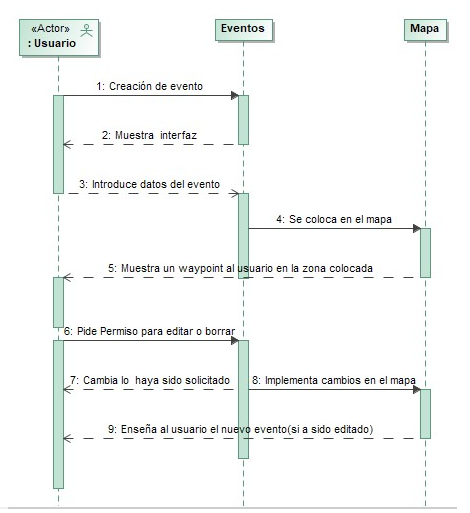 «Actor»
: Usuario
Eventos
Mapa
1: Creación de evento
2: Muestra interfaz
3: Introduce datos del evento
4: Se coloca en el mapa
5: Muestra un waypoint al usuario en la zona colocada
6: Pide Permiso para editar o borrar
7: Cambia lo haya sido solicitado
8: Implementa cambios en el mapa
9: Enseña al usuario el nuevo evento(si a sido editado)